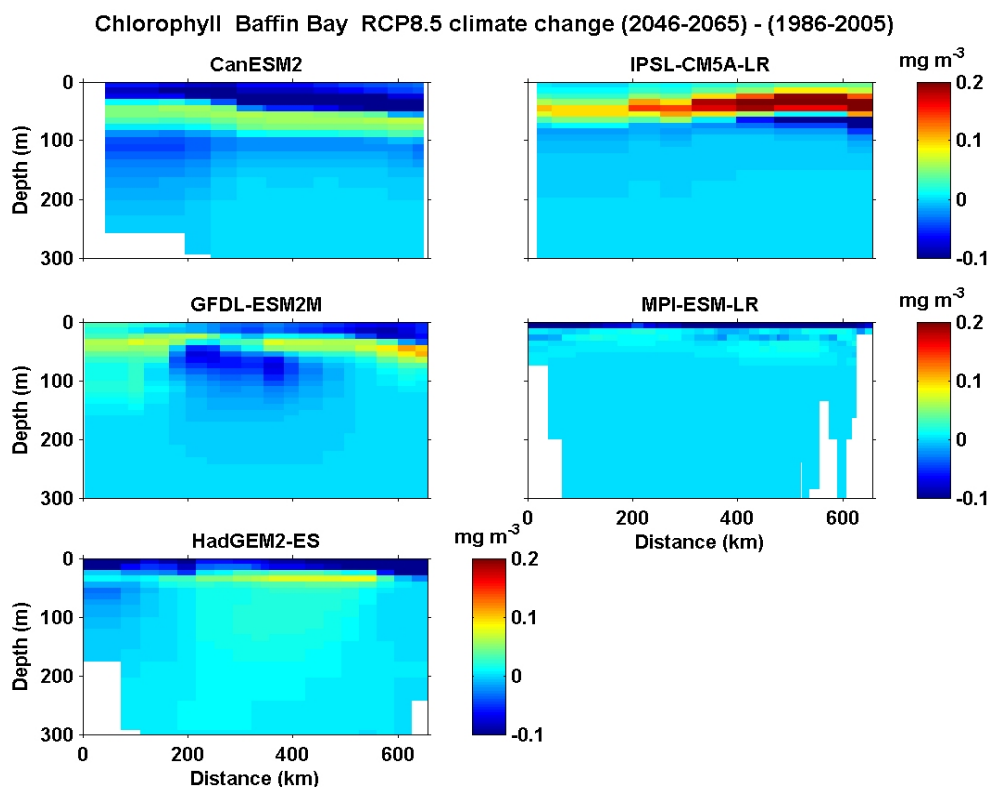 Chlorophyll  Baffin Bay  RCP8.5 climate change (2046-2065) - (1986-2005)
CanESM2
0
100
200
300
Depth (m)
IPSL-CM5A-LR
mg m-3
0.2
0.1
0
-0.1
GFDL-ESM2M
0
100
200
300
Depth (m)
MPI-ESM-LR
0
200
400
600
Distance (km)
mg m-3
0.2
0.1
0
-0.1
HadGEM2-ES
0
100
200
300
Depth (m)
0
200
400
600
Distance (km)
mg m-3
0.2
0.1
0
-0.1